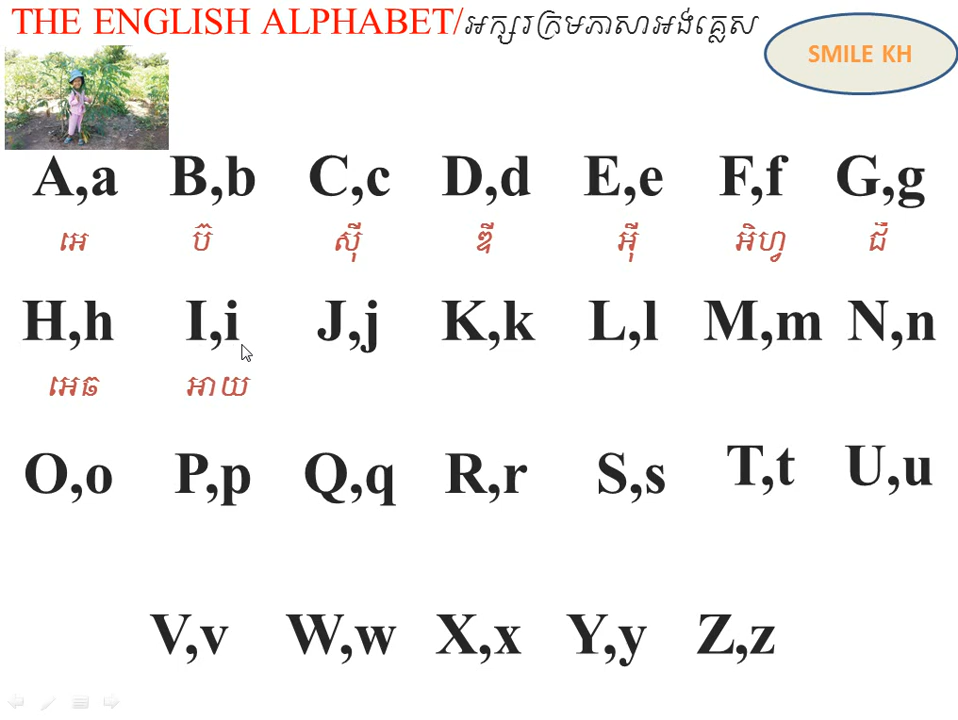 THE ENGLISH ALPHABET/អក្សរក្រមភាសាអង់គ្លេស
SMILE KH
A,a B,b C,c D,d E,e F,f G,g
អេ ប៊ី ស៊ី ឌី អ៊ី អិហ្វ ជី
H,h I,i J,j K,k L,l M,m N,n
អេឆ អាយ
O,o P,p Q,q R,r S,s T,t U,u
V,v W,w X,x Y,y Z,z